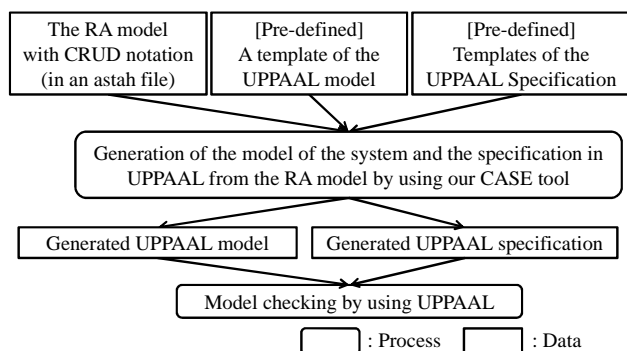 The RA model
with CRUD notation
(in an astah file)
[Pre-defined]
A template of the
UPPAAL model
[Pre-defined]
Templates of the
UPPAAL Specification
Generation of the model of the system and the specification in
UPPAAL from the RA model by using our CASE tool
Generated UPPAAL model
Generated UPPAAL specification
Model checking by using UPPAAL
: Process
: Data